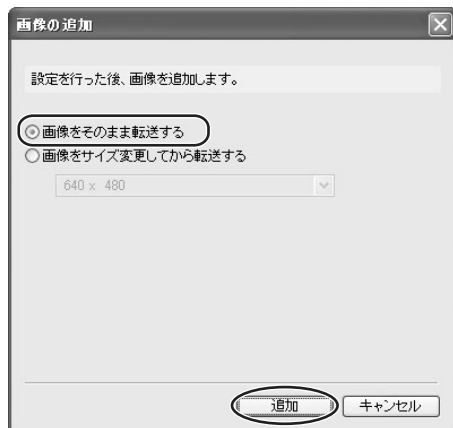 画像の追加
設定を行った後、画像を追加します。
画像をそのまま転送する
画像をサイズ変更してから転送する
640 x 480
追加
キャンセル